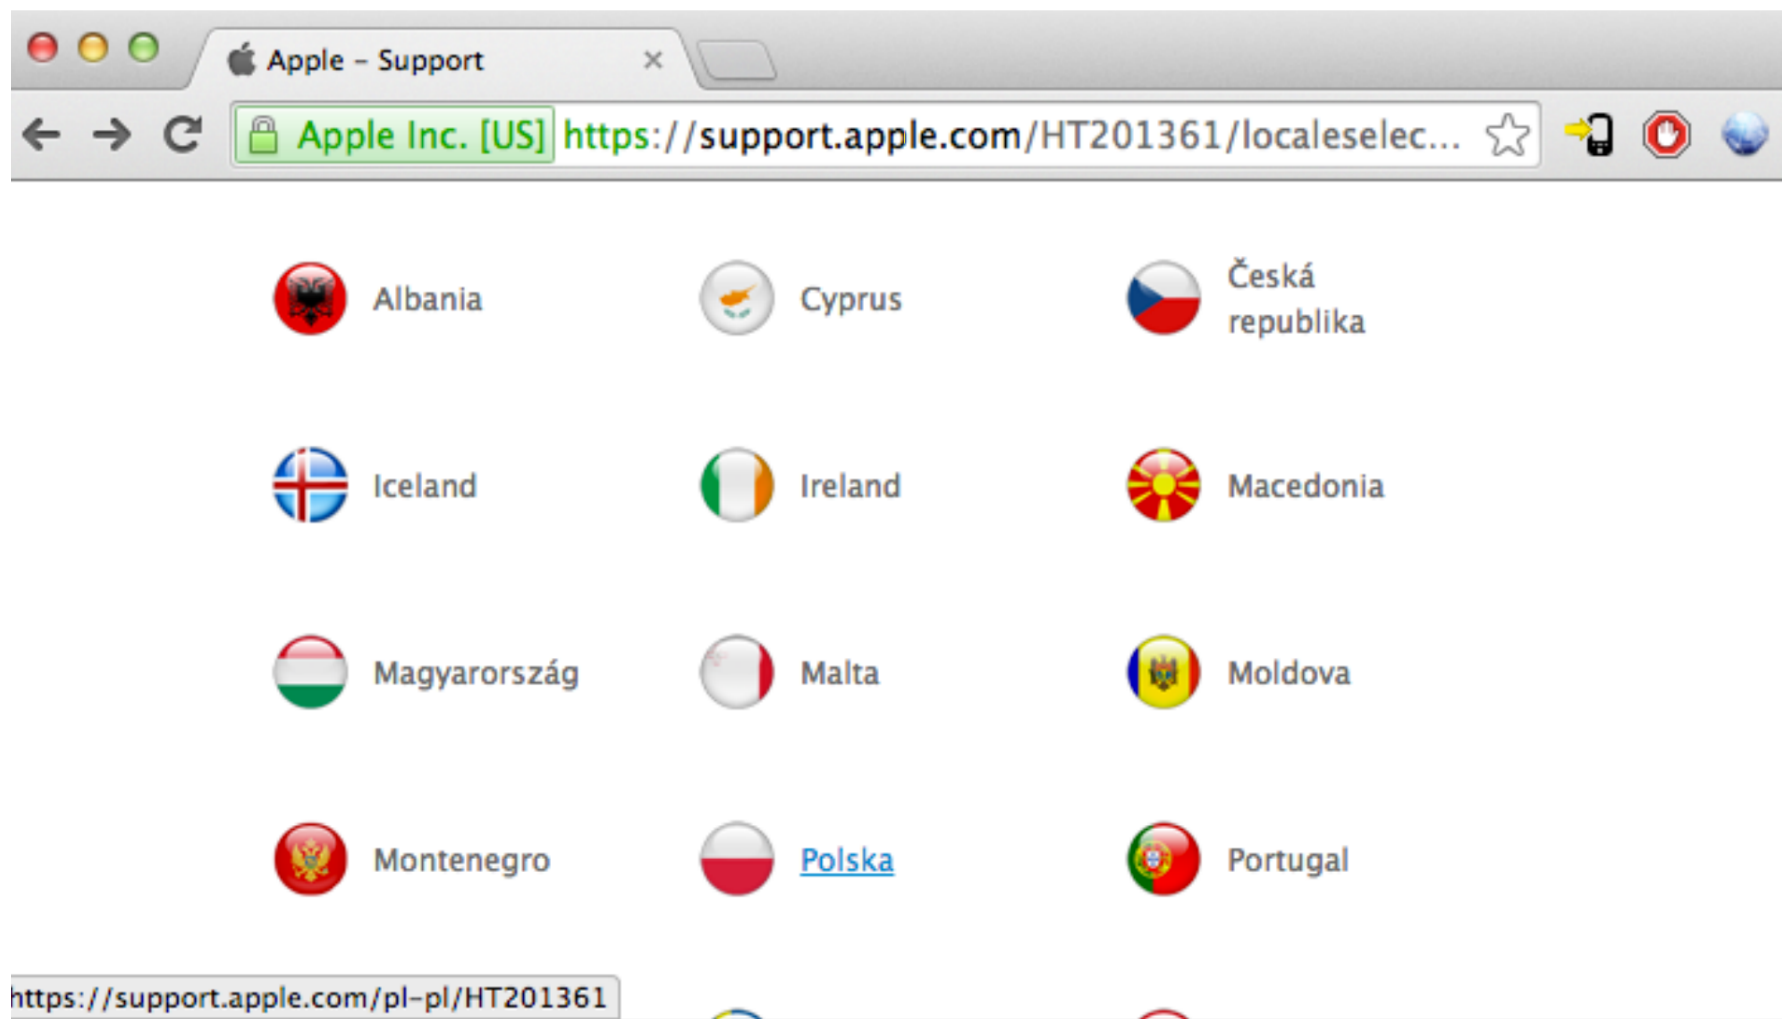 Apple – Support
Apple Inc. [US] https://support.apple.com/HT201361/localeselec...
Albania
Cyprus
Česká
republika
Iceland
Ireland
Macedonia
Magyarország
Malta
Moldova
Montenegro
Polska
Portugal
https://support.apple.com/pl-pl/HT201361